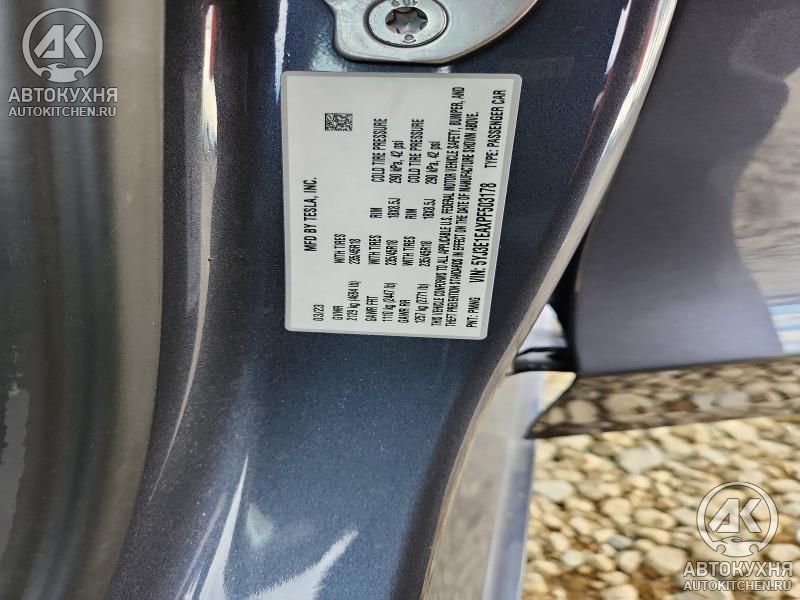 АВТОКУХНЯ
AUTOKITCHEN.RU
MFD BY TESLA, INC.
03/23
GVWR WITH TIRES RIM COLD TIRE PRESSURE
2129 kg (4694 lb) 235/45R18 18X8.5J 290 kPa, 42 psi
GAWR FRT WITH TIRES RIM COLD TIRE PRESSURE
1110 kg (2447 lb) 235/45R18 18X8.5J 290 kPa, 42 psi
GAWR RR
1257 kg (2771 lb)
THIS VEHICLE CONFORMS TO ALL APPLICABLE U.S. FEDERAL MOTOR VEHICLE SAFETY, BUMPER, AND
THEFT PREVENTION STANDARDS IN EFFECT ON THE DATE OF MANUFACTURE SHOWN ABOVE.
PNT: PMNG VIN: 5YJ3E1EAXPF503178 TYPE: PASSENGER CAR
АВТОКУХНЯ
AUTOKITCHEN.RU